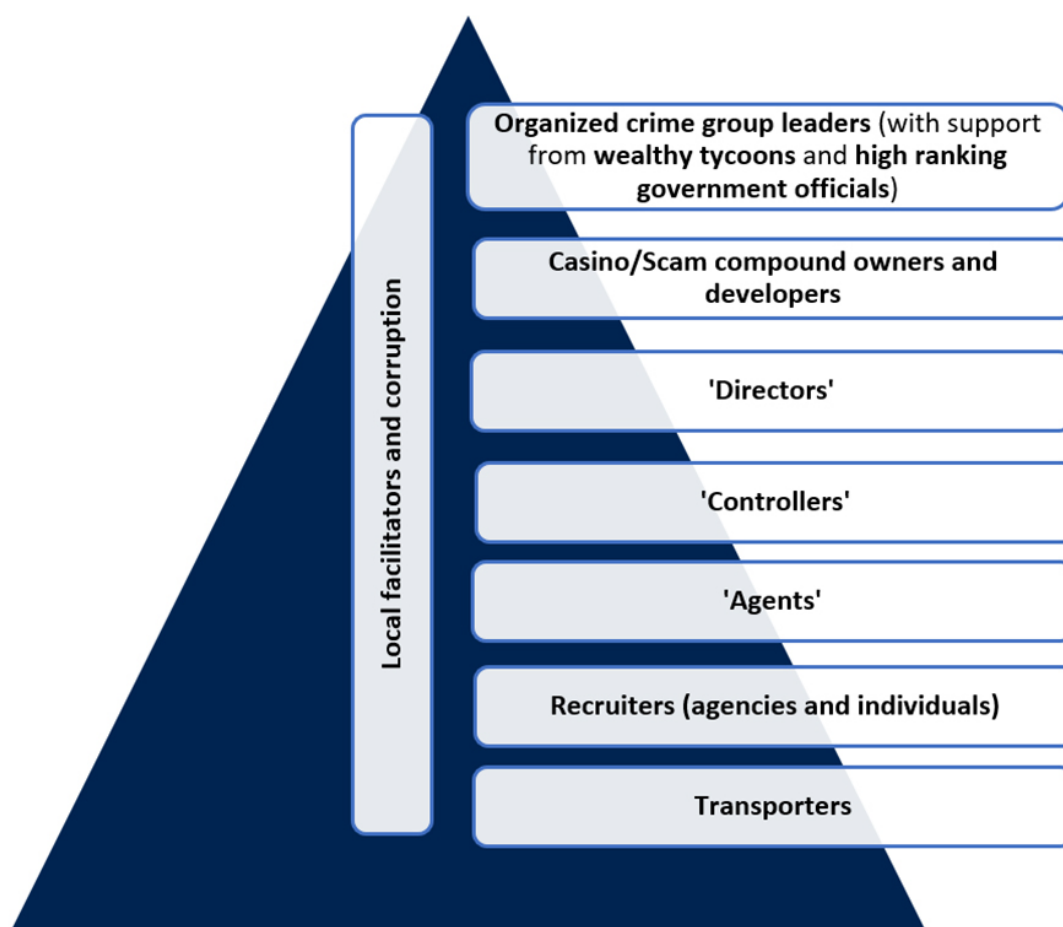 Organized crime group leaders (with support
from wealthy tycoons and high ranking
government officials)
Casino/Scam compound owners and
developers
'Directors'
'Controllers'
'Agents'
Recruiters (agencies and individuals)
Transporters
Local facilitators and corruption